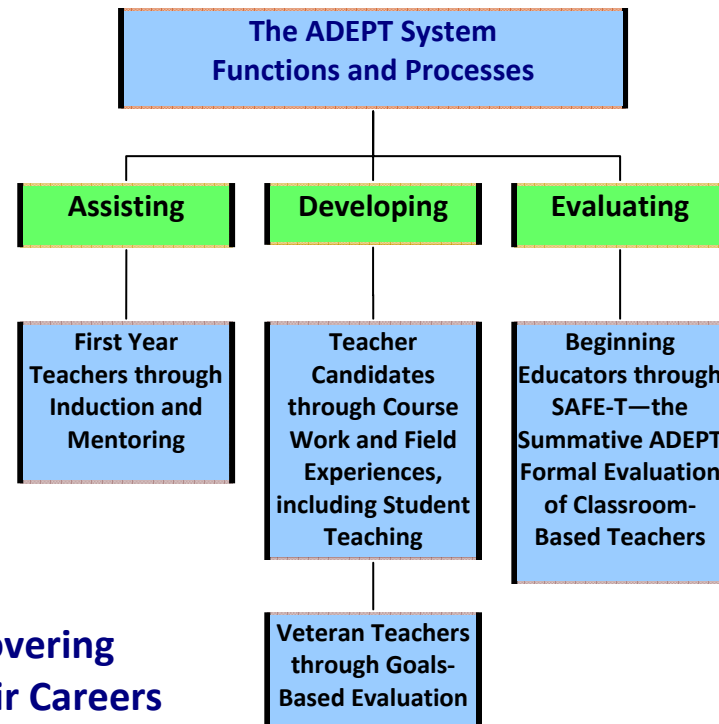 The ADEPT System
Functions and Processes
Assisting
Developing
Evaluating
First Year
Teachers through
Induction and
Mentoring
Teacher
Candidates
through Course
Work and Field
Experiences,
including Student
Teaching
Beginning
Educators through
SAFE-T—the
Summative ADEPT
Formal Evaluation
of Classroom-
Based Teachers
Veteran Teachers
through Goals-
Based Evaluation
Careers